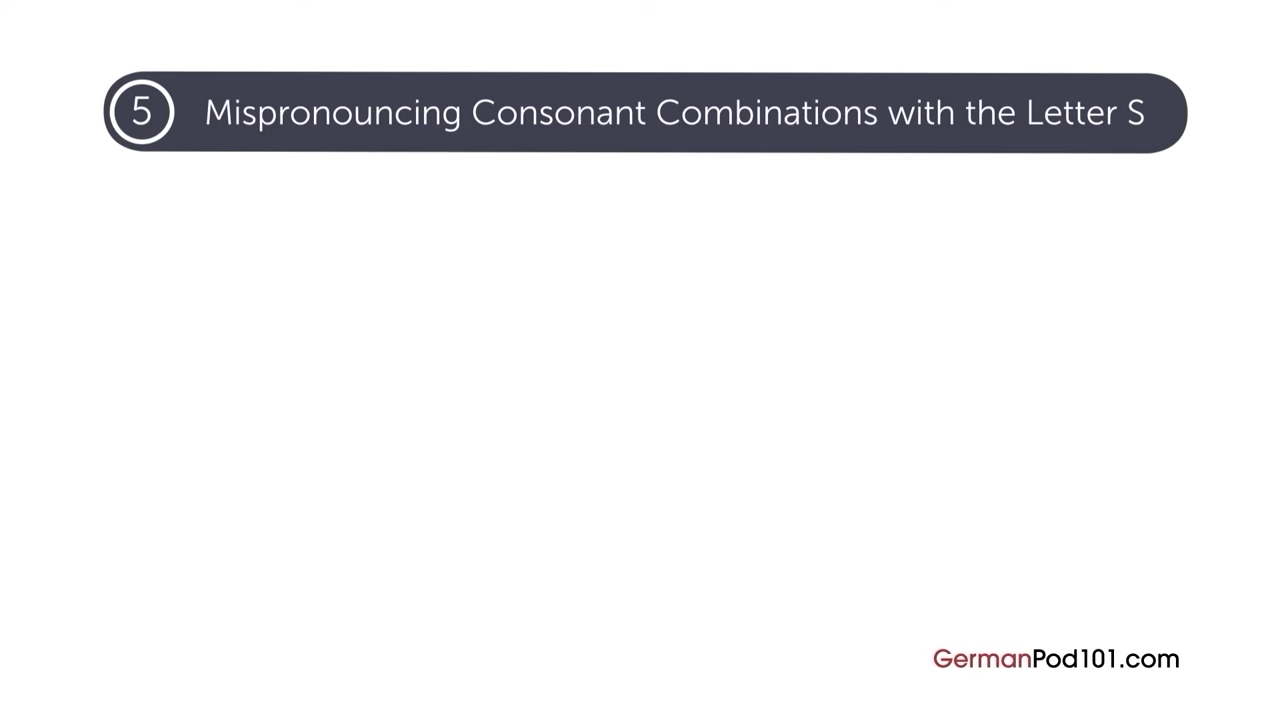 5 Mispronouncing Consonant Combinations with the Letter S
GermanPod101.com